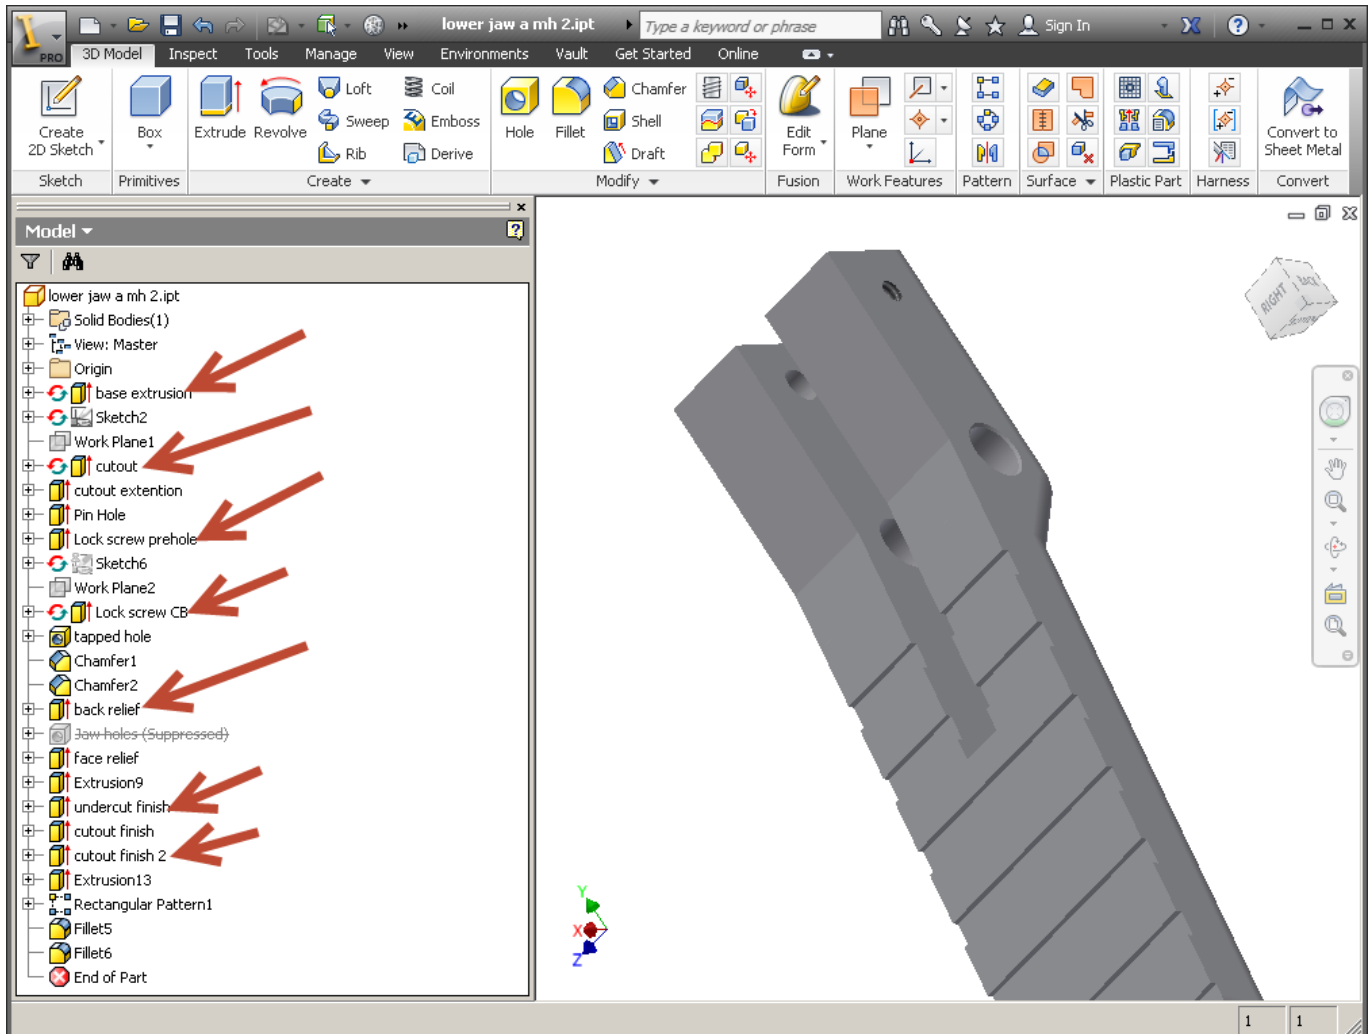 lower jaw a mh 2.ipt
Type a keyword or phrase
Sign In
PRO
3D Model Inspect Tools Manage View Environments Vault Get Started Online
Create
2D Sketch
Box
Extrude
Revolve
Loft
Sweep
Rib
Coil
Emboss
Derive
Hole
Fillet
Chamfer
Shell
Draft
Edit
Form
Plane
Convert to
Sheet Metal
Sketch Primitives Create Modify Fusion Work Features Pattern Surface Plastic Part Harness Convert
Model
lower jaw a mh 2.ipt
Solid Bodies(1)
View: Master
Origin
base extrusion
Sketch2
Work Plane1
cutout
cutout extention
Pin Hole
Lock screw prehole
Sketch6
Work Plane2
Lock screw CB
tapped hole
Chamfer1
Chamfer2
back relief
Jaw holes (Suppressed)
face relief
Extrusion9
undercut finish
cutout finish
cutout finish 2
Extrusion13
Rectangular Pattern1
Fillet5
Fillet6
End of Part
RIGHT
BACK
Y
X
Z
1 1